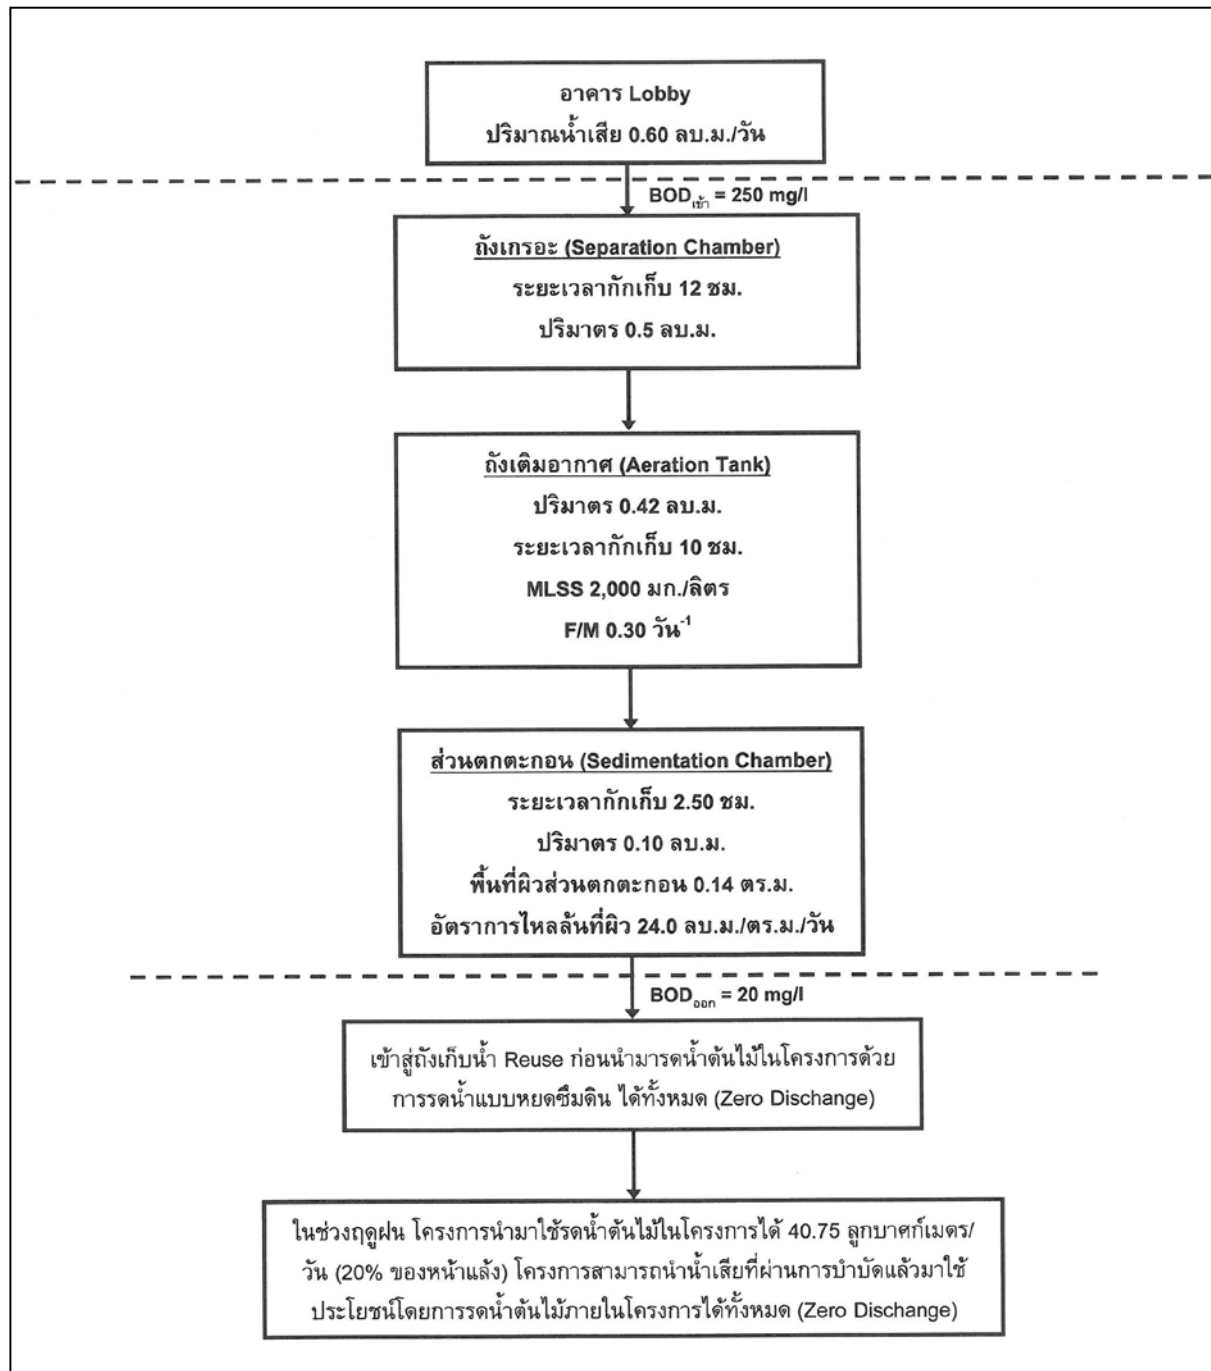 อาคาร Lobby
ปริมาณน้ำเสีย 0.60 ลบ.ม./วัน
BODเข้า = 250 mg/l
ถังเกรอะ (Separation Chamber)
ระยะเวลากักเก็บ 12 ชม.
ปริมาตร 0.5 ลบ.ม.
ถังเติมอากาศ (Aeration Tank)
ปริมาตร 0.42 ลบ.ม.
ระยะเวลากักเก็บ 10 ชม.
MLSS 2,000 มก./ลิตร
F/M 0.30 วัน⁻¹
ส่วนตกตะกอน (Sedimentation Chamber)
ระยะเวลากักเก็บ 2.50 ชม.
ปริมาตร 0.10 ลบ.ม.
พื้นที่ผิวส่วนตกตะกอน 0.14 ตร.ม.
อัตราการไหลล้นที่ผิว 24.0 ลบ.ม./ตร.ม./วัน
BODออก = 20 mg/l
เข้าสู่ถังเก็บน้ำ Reuse ก่อนนำมารดน้ำต้นไม้ในโครงการด้วย
การรดน้ำแบบหยดซึมดิน ได้ทั้งหมด (Zero Discharge)
ในช่วงฤดูฝน โครงการนำมาใช้รดน้ำต้นไม้ในโครงการได้ 40.75 ลูกบาศก์เมตร/
วัน (20% ของหน้าแล้ง) โครงการสามารถนำน้ำเสียที่ผ่านการบำบัดแล้วมาใช้
ประโยชน์โดยการรดน้ำต้นไม้ภายในโครงการได้ทั้งหมด (Zero Discharge)